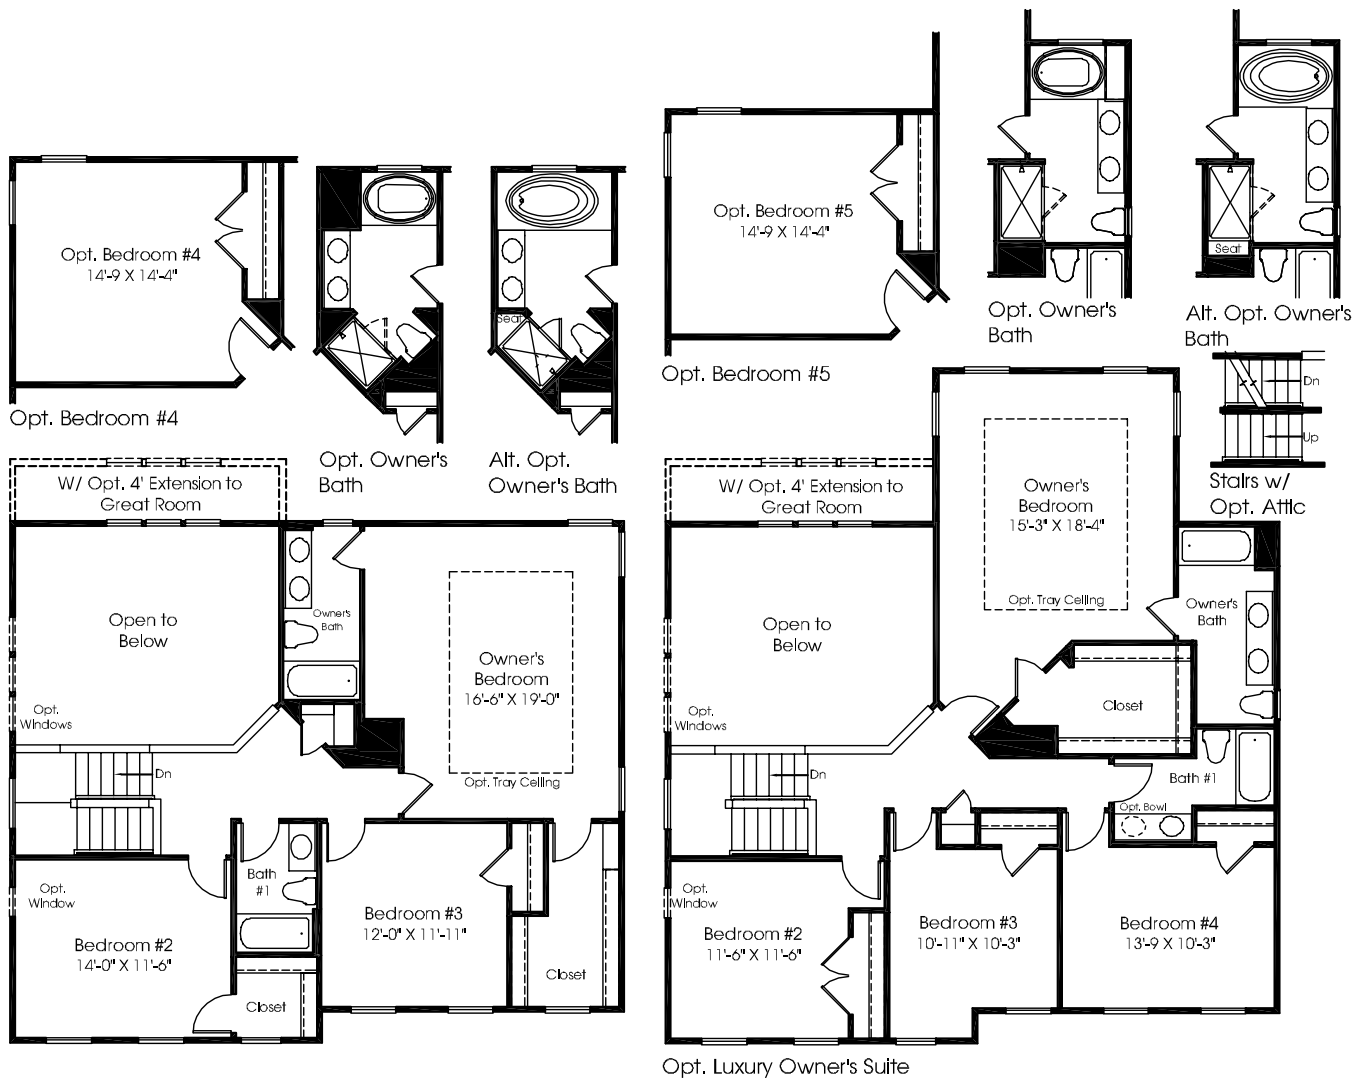 Opt. Bedroom #4
14'-9 X 14'-4"
Opt. Bedroom #4
Opt. Owner's
Bath
Seat
Alt. Opt.
Owner's Bath
Opt. Bedroom #5
14'-9 X 14'-4"
Opt. Bedroom #5
Opt. Owner's
Bath
Seat
Alt. Opt. Owner's
Bath
Dn
Up
Stairs w/
Opt. Attic
W/ Opt. 4' Extension to
Great Room
Open to
Below
Opt.
Windows
Owner's
Bath
Owner's
Bedroom
16'-6" X 19'-0"
Opt. Tray Ceiling
Dn
Opt.
Window
Bedroom #2
14'-0" X 11'-6"
Bath
#1
Closet
Bedroom #3
12'-0" X 11'-11"
Closet
W/ Opt. 4' Extension to
Great Room
Open to
Below
Opt.
Windows
Owner's
Bedroom
15'-3" X 18'-4"
Opt. Tray Ceiling
Owner's
Bath
Closet
Dn
Bath #1
Opt. Bowl
Opt.
Window
Bedroom #2
11'-6" X 11'-6"
Bedroom #3
10'-11" X 10'-3"
Bedroom #4
13'-9 X 10'-3"
Opt. Luxury Owner's Suite